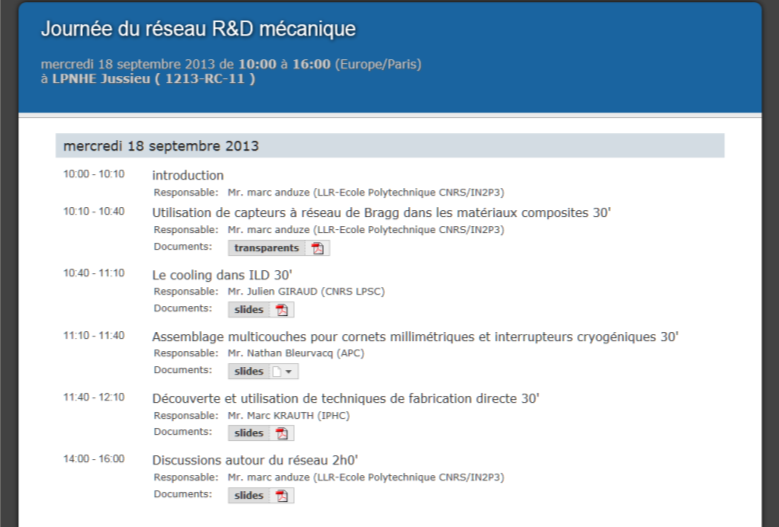 Journée du réseau R&D mécanique
mercredi 18 septembre 2013 de 10:00 à 16:00 (Europe/Paris)
à LPNHE Jussieu ( 1213-RC-11 )
mercredi 18 septembre 2013
10:00 - 10:10 introduction
Responsable: Mr. marc anduze (LLR-Ecole Polytechnique CNRS/IN2P3)
10:10 - 10:40 Utilisation de capteurs à réseau de Bragg dans les matériaux composites 30'
Responsable: Mr. marc anduze (LLR-Ecole Polytechnique CNRS/IN2P3)
Documents: transparents
10:40 - 11:10 Le cooling dans ILD 30'
Responsable: Mr. Julien GIRAUD (CNRS LPSC)
Documents: slides
11:10 - 11:40 Assemblage multicouches pour cornets millimétriques et interrupteurs cryogéniques 30'
Responsable: Mr. Nathan Bleurvacq (APC)
Documents: slides
11:40 - 12:10 Découverte et utilisation de techniques de fabrication directe 30'
Responsable: Mr. Marc KRAUTH (IPHC)
Documents: slides
14:00 - 16:00 Discussions autour du réseau 2h0'
Responsable: Mr. marc anduze (LLR-Ecole Polytechnique CNRS/IN2P3)
Documents: slides